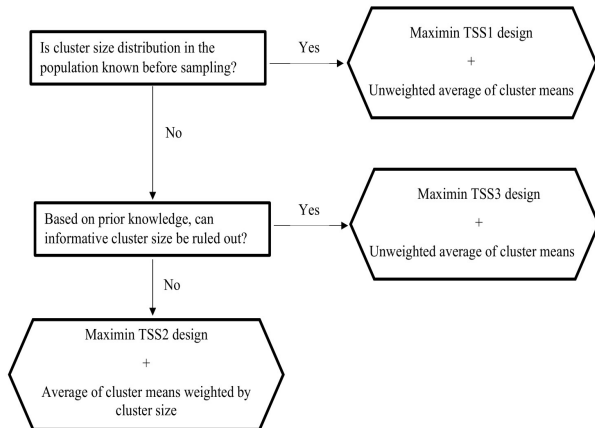 Is cluster size distribution in the
population known before sampling?
Yes
Maximin TSS1 design
+
Unweighted average of cluster means
No
Based on prior knowledge, can
informative cluster size be ruled out?
Yes
Maximin TSS3 design
+
Unweighted average of cluster means
No
Maximin TSS2 design
+
Average of cluster means weighted by
cluster size